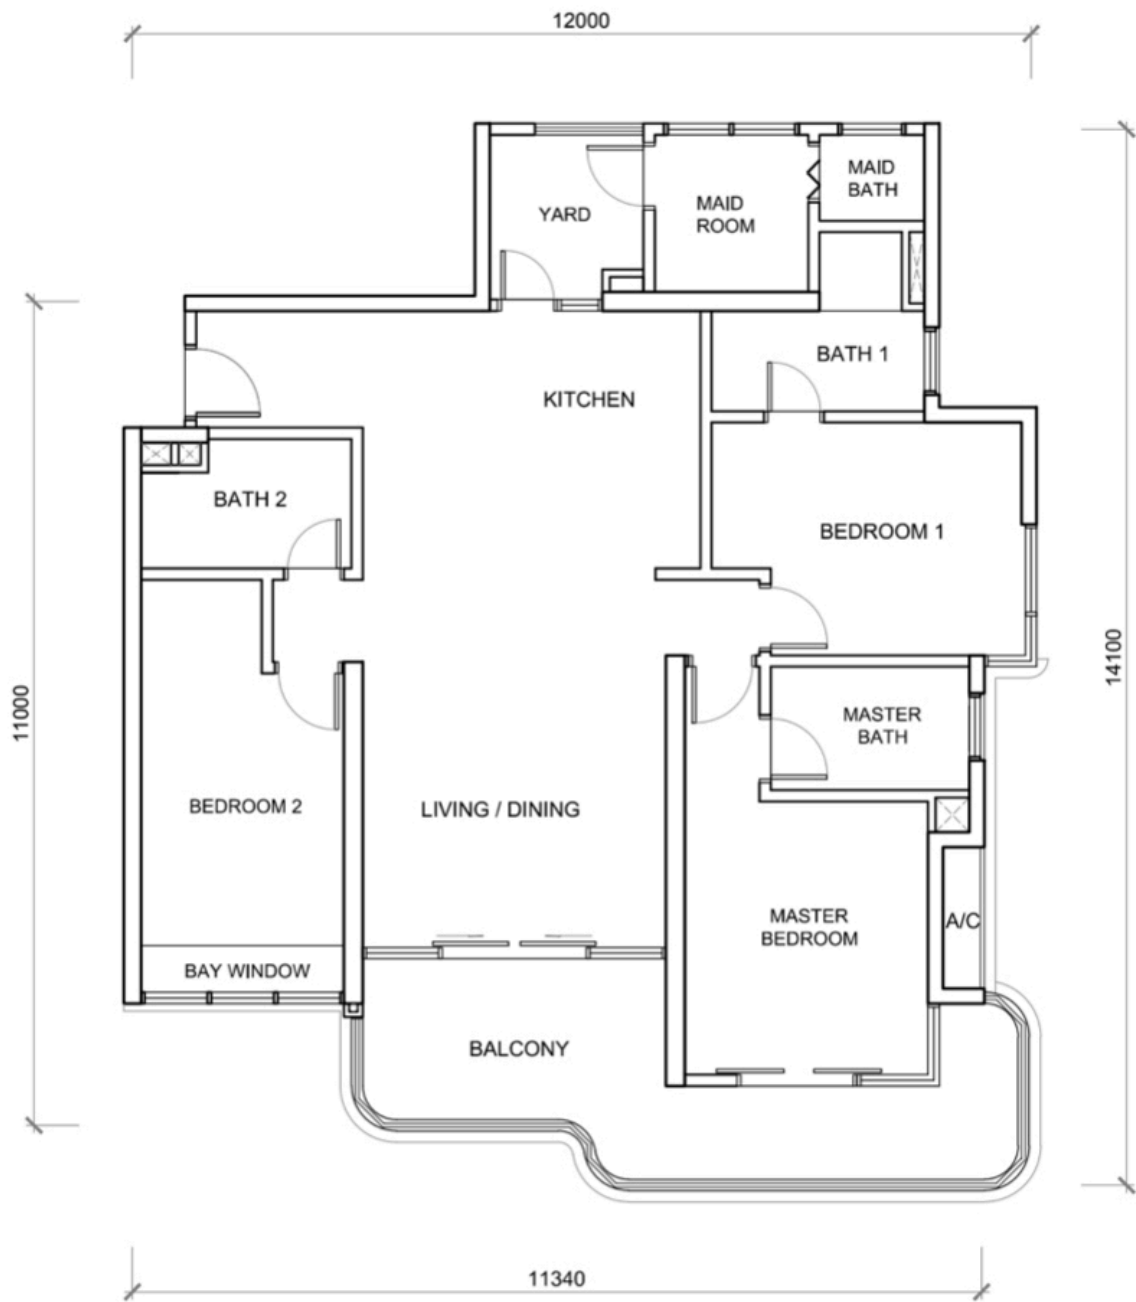 12000
MAID
BATH
MAID
ROOM
YARD
BATH 1
KITCHEN
BATH 2
BEDROOM 1
11000
14100
MASTER
BATH
BEDROOM 2
LIVING / DINING
MASTER
BEDROOM
A/C
BAY WINDOW
BALCONY
11340